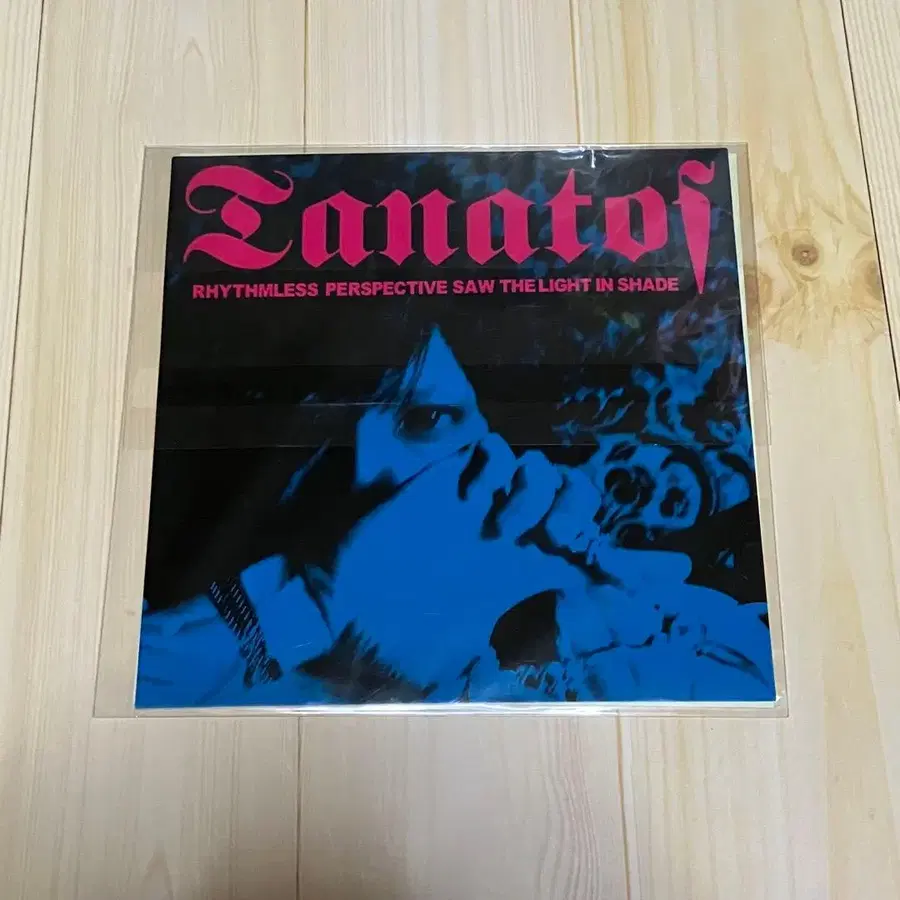 Tanatos
RHYTHMLESS PERSPECTIVE SAW THE LIGHT IN SHADE